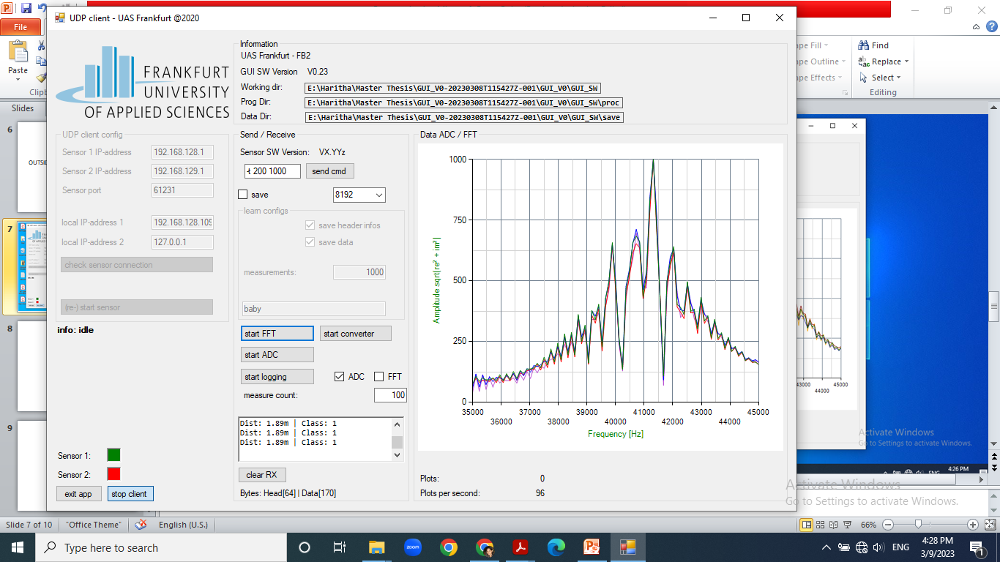 UDP client - UAS Frankfurt @2020
File
Paste
Clipb
Slides
6
OUTSID
7
8
9
FRANKFURT
UNIVERSITY
OF APPLIED SCIENCES
Information
UAS Frankfurt - FB2
GUI SW Version V0.23
Working dir: E:\Haritha\Master Thesis\GUI_V0-20230308T115427Z-001\GUI_V0\GUI_SW
Prog Dir: E:\Haritha\Master Thesis\GUI_V0-20230308T115427Z-001\GUI_V0\GUI_SW\proc
Data Dir: E:\Haritha\Master Thesis\GUI_V0-20230308T115427Z-001\GUI_V0\GUI_SW\save
UDP client config
Sensor 1 IP-address 192.168.128.1
Sensor 2 IP-address 192.168.129.1
Sensor port 61231
local IP-address 1 192.168.128.109
local IP-address 2 127.0.0.1
check sensor connection
(re-) start sensor
info: idle
Sensor 1:
Sensor 2:
exit app stop client
Send / Receive
Sensor SW Version: VX.YYz
-t 200 1000 send cmd
save 8192
learn configs
save header infos
save data
measurements: 1000
baby
start FFT start converter
start ADC
start logging ADC FFT
measure count: 100
Dist: 1.89m | Class: 1
Dist: 1.89m | Class: 1
Dist: 1.89m | Class: 1
clear RX
Bytes: Head[64] | Data[170]
Data ADC / FFT
1000
750
500
250
0
Amplitude sqrt(re² + im²)
35000 37000 39000 41000 43000 45000
36000 38000 40000 42000 44000
Frequency [Hz]
Plots: 0
Plots per second: 96
ape Fill
Find
ape Outline
Replace
ape Effects
Select
Editing
43000 45000
44000
Activate Windows
Go to Settings to activate Windows.
ENG
4:26 PM
Activate Windows
Go to Settings to activate Windows.
Slide 7 of 10 "Office Theme" English (U.S.) 66%
Type here to search
zoom
ENG
4:28 PM
3/9/2023
1